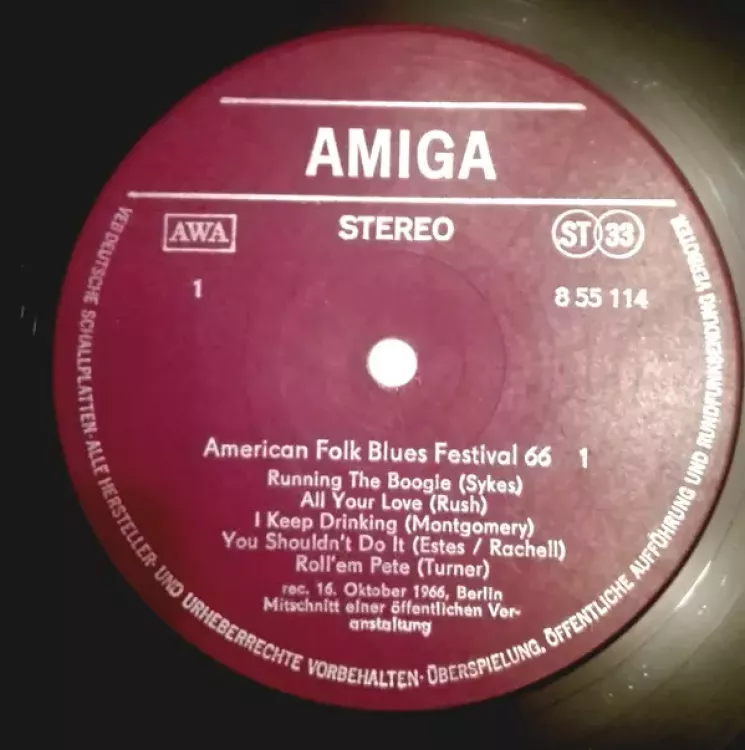 AMIGA
AWA
STEREO
ST 33
1
8 55 114
American Folk Blues Festival 66 1
Running The Boogie (Sykes)
All Your Love (Rush)
I Keep Drinking (Montgomery)
You Shouldn't Do It (Estes / Rachell)
Roll'em Pete (Turner)
rec. 16. Oktober 1966, Berlin
Mitschnitt einer öffentlichen Ver-
anstaltung
VEB DEUTSCHE SCHALLPLATTEN·ALLE HERSTELLER- UND URHEBERRECHTE VORBEHALTEN·ÜBERSPIELUNG, ÖFFENTLICHE AUFFÜHRUNG UND RUNDFUNKSENDUNG VERBOTEN